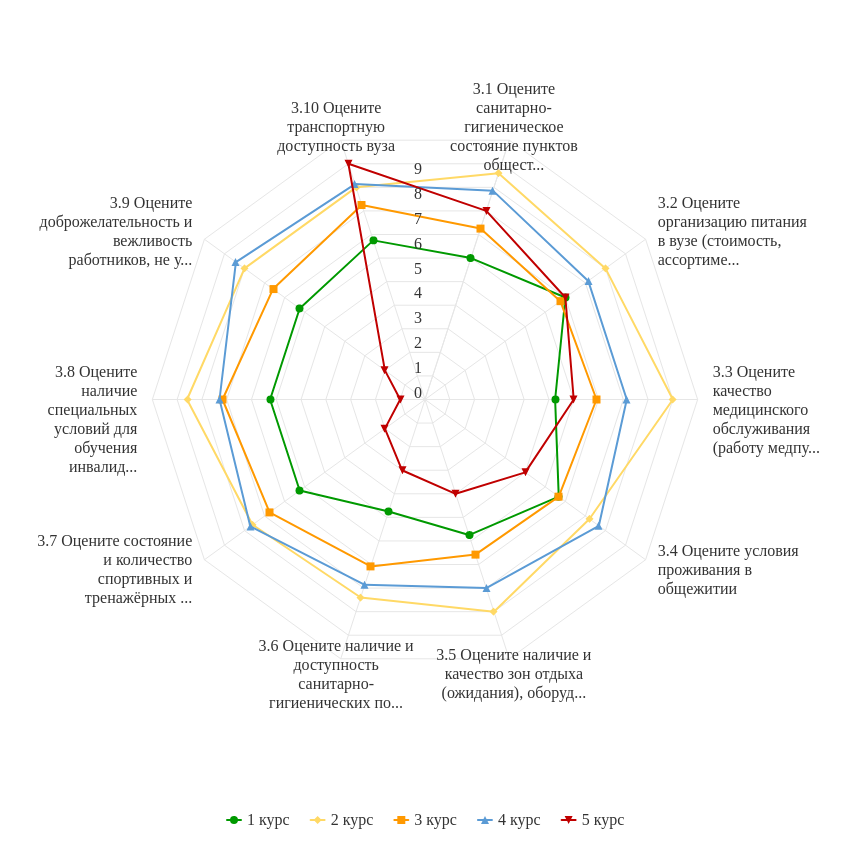 3.1 Оцените
санитарно-
гигиеническое
состояние пунктов
общест...
3.10 Оцените
транспортную
доступность вуза
9
8
7
6
5
4
3
2
1
0
3.2 Оцените
организацию питания
в вузе (стоимость,
ассортиме...
3.9 Оцените
доброжелательность и
вежливость
работников, не у...
3.3 Оцените
качество
медицинского
обслуживания
(работу медпу...
3.8 Оцените
наличие
специальных
условий для
обучения
инвалид...
3.4 Оцените условия
проживания в
общежитии
3.7 Оцените состояние
и количество
спортивных и
тренажёрных ...
3.6 Оцените наличие и
доступность
санитарно-
гигиенических по...
3.5 Оцените наличие и
качество зон отдыха
(ожидания), оборуд...
1 курс 2 курс 3 курс 4 курс 5 курс